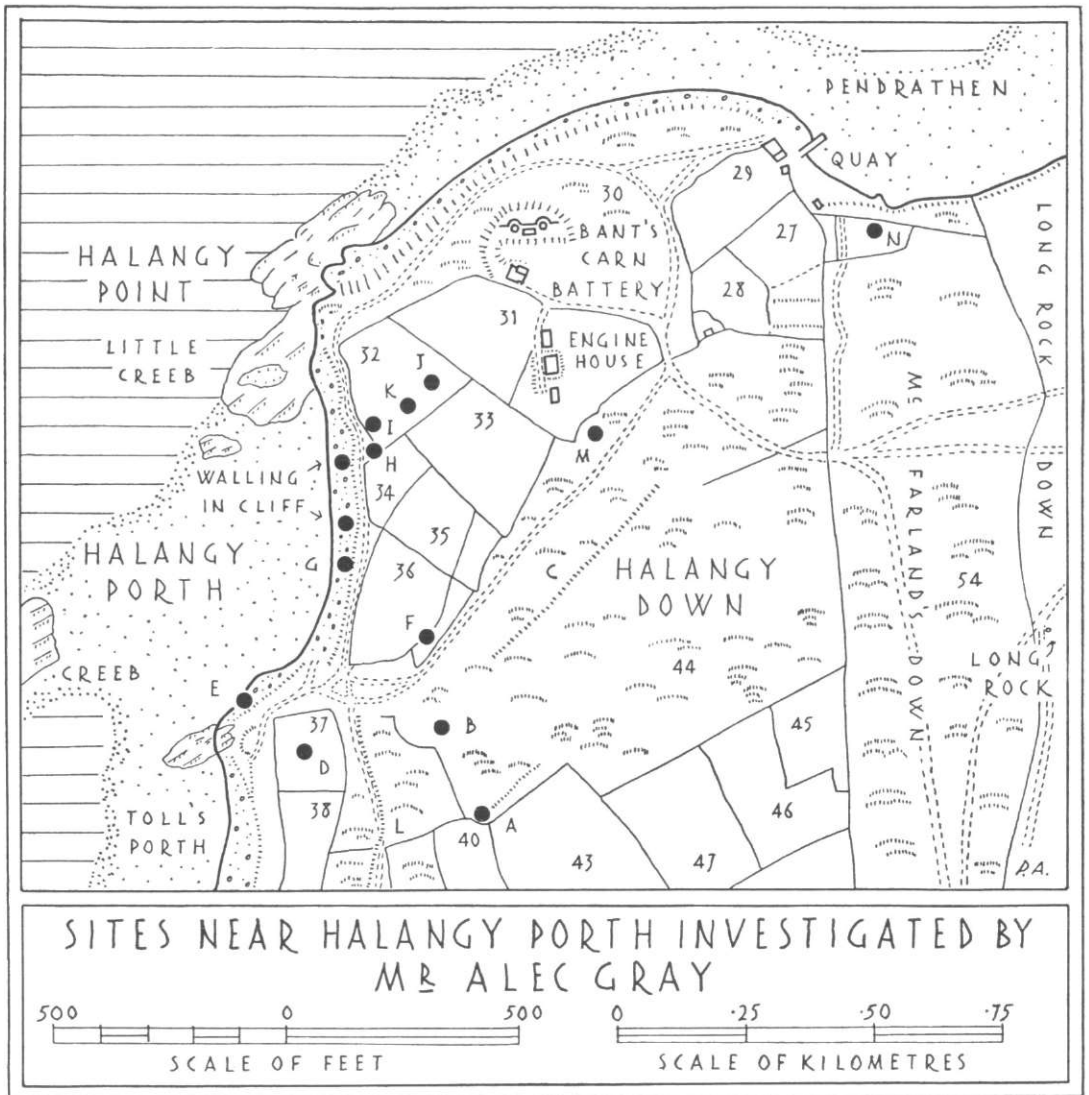 PENDRATHEN
QUAY
29
30
27
N
BANT'S
CARN
BATTERY
28
HALANGY
POINT
LONG ROCK DOWN
31
ENGINE
HOUSE
LITTLE
CREEB
32
J
K
I
33
H
M
Mc FARLANDS DOWN
WALLING
IN CLIFF
34
35
HALANGY
PORTH
G
36
C
HALANGY
DOWN
54
F
44
LONG
ROCK
CREEB
E
37
D
B
45
38
TOLL'S
PORTH
L
40
A
43
47
46
P.A.
SITES NEAR HALANGY PORTH INVESTIGATED BY
MR ALEC GRAY
500 0 500
SCALE OF FEET
0 ·25 ·50 ·75
SCALE OF KILOMETRES